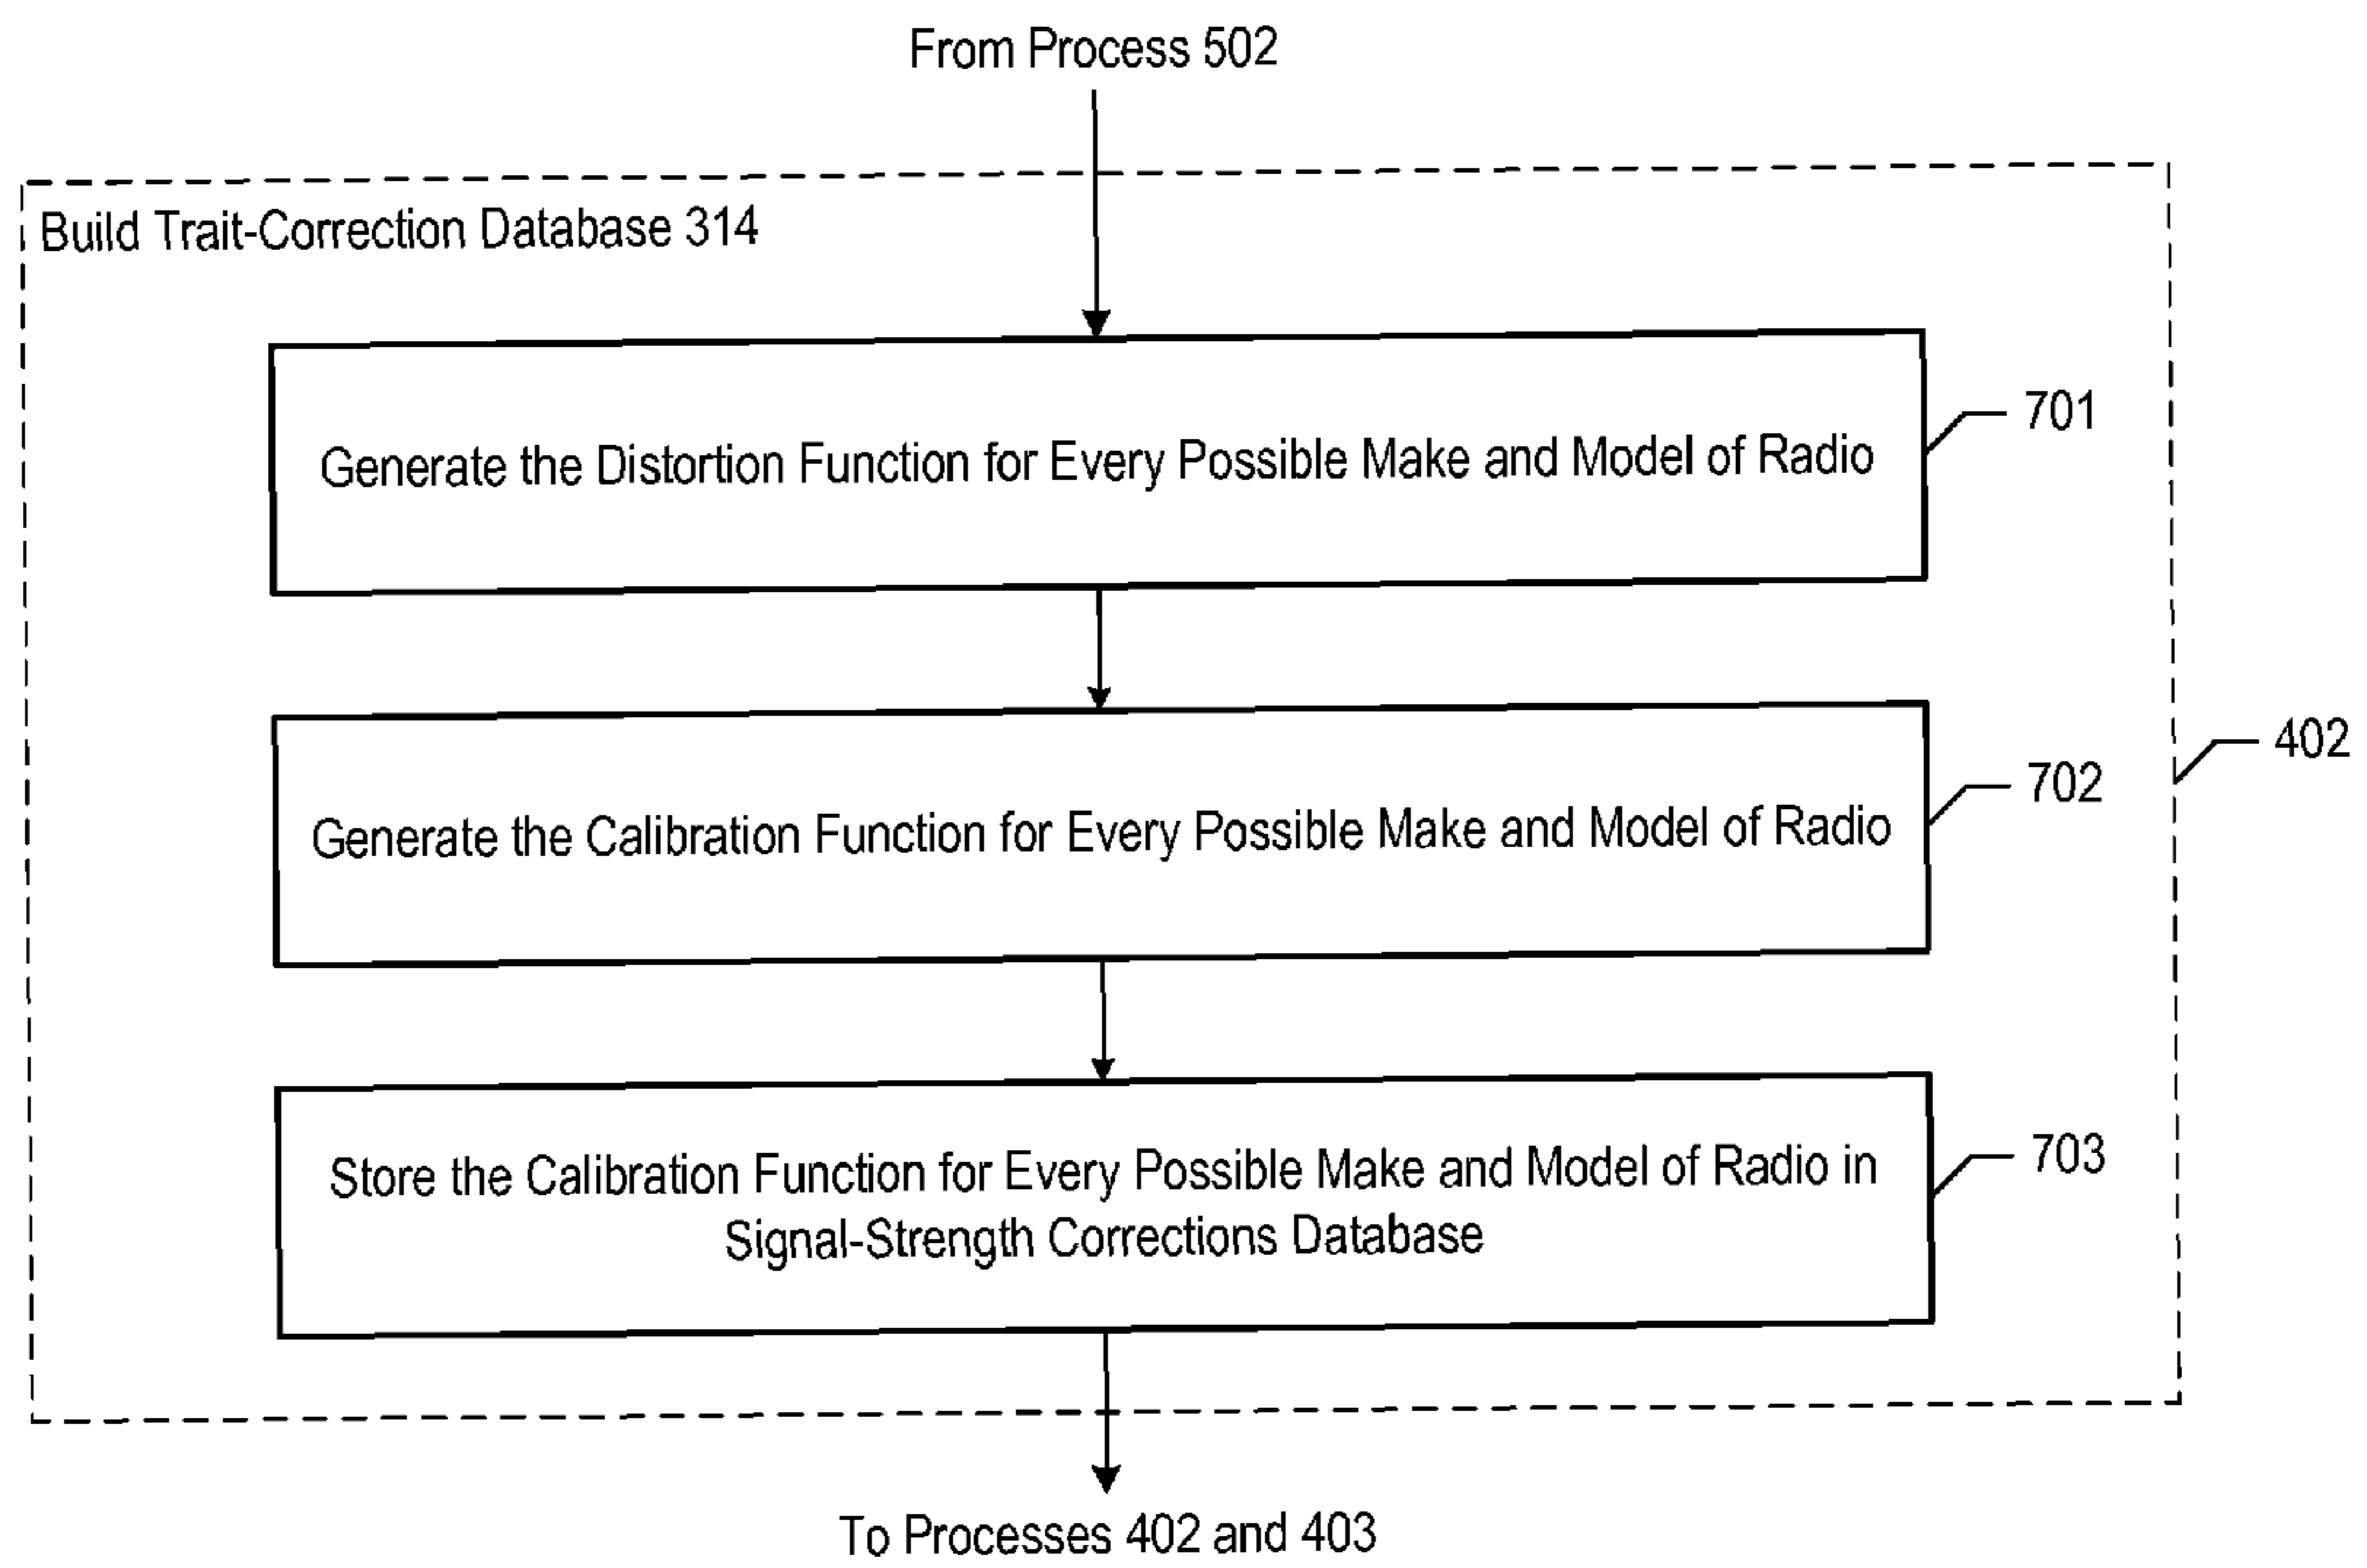 From Process 502
Build Trait-Correction Database 314
Generate the Distortion Function for Every Possible Make and Model of Radio
701
402
702
Generate the Calibration Function for Every Possible Make and Model of Radio
703
Store the Calibration Function for Every Possible Make and Model of Radio in
Signal-Strength Corrections Database
To Processes 402 and 403